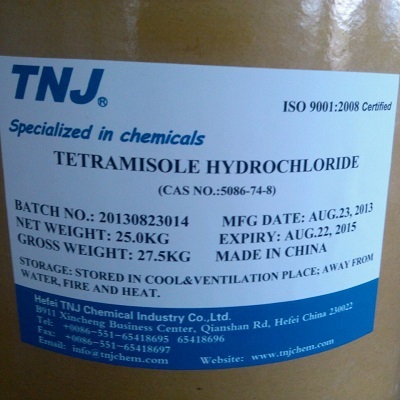 TNJ®
ISO 9001:2008 Certified
Specialized in chemicals
TETRAMISOLE HYDROCHLORIDE
(CAS NO.:5086-74-8)
BATCH NO.: 20130823014 MFG DATE: AUG.23, 2013
NET WEIGHT: 25.0KG EXPIRY: AUG.22, 2015
GROSS WEIGHT: 27.5KG MADE IN CHINA
STORAGE: STORED IN COOL&VENTILATION PLACE; AWAY FROM
WATER, FIRE AND HEAT.
Hefei TNJ Chemical Industry Co.,Ltd.
B911 Xincheng Business Center, Qianshan Rd, Hefei China 230022
Tel: +0086-551-65418695 65418696
Fax: +0086-551-65418697
Email: info@tnjchem.com Website: www.tnjchem.com